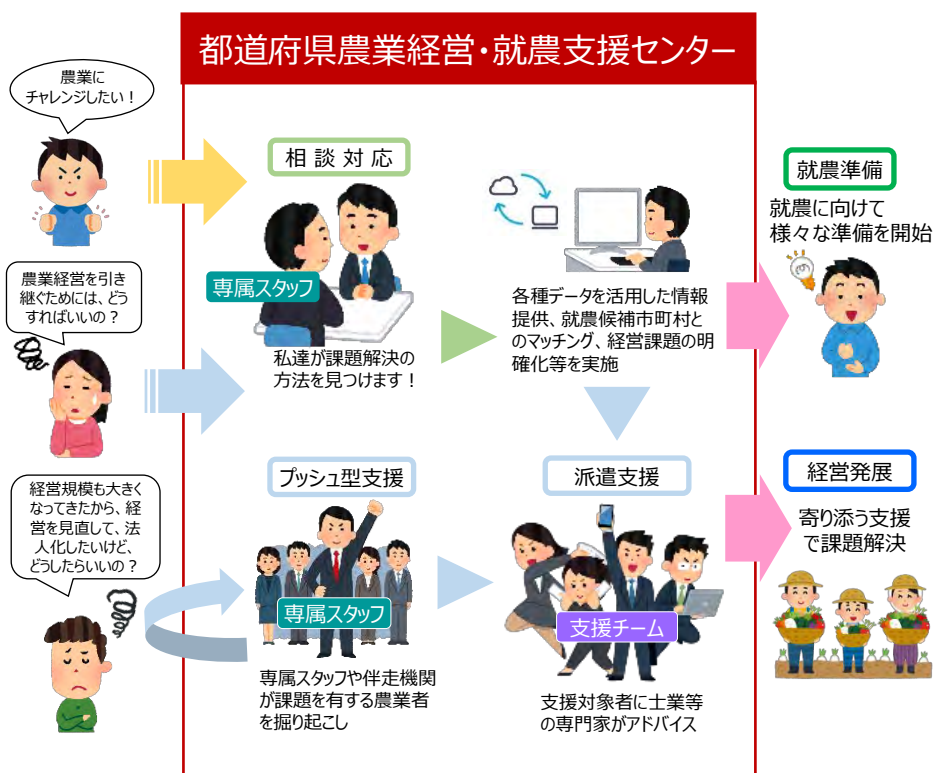 都道府県農業経営・就農支援センター
農業に
チャレンジしたい！
相談対応
専属スタッフ
私達が課題解決の
方法を見つけます！
各種データを活用した情報
提供、就農候補市町村と
のマッチング、経営課題の明
確化等を実施
就農準備
就農に向けて
様々な準備を開始
農業経営を引き
継ぐためには、どう
すればいいの？
経営規模も大きく
なってきたから、経
営を見直して、法
人化したいけど、
どうしたらいいの？
プッシュ型支援
専属スタッフ
専属スタッフや伴走機関
が課題を有する農業者
を掘り起こし
派遣支援
支援チーム
支援対象者に士業等
の専門家がアドバイス
経営発展
寄り添う支援
で課題解決